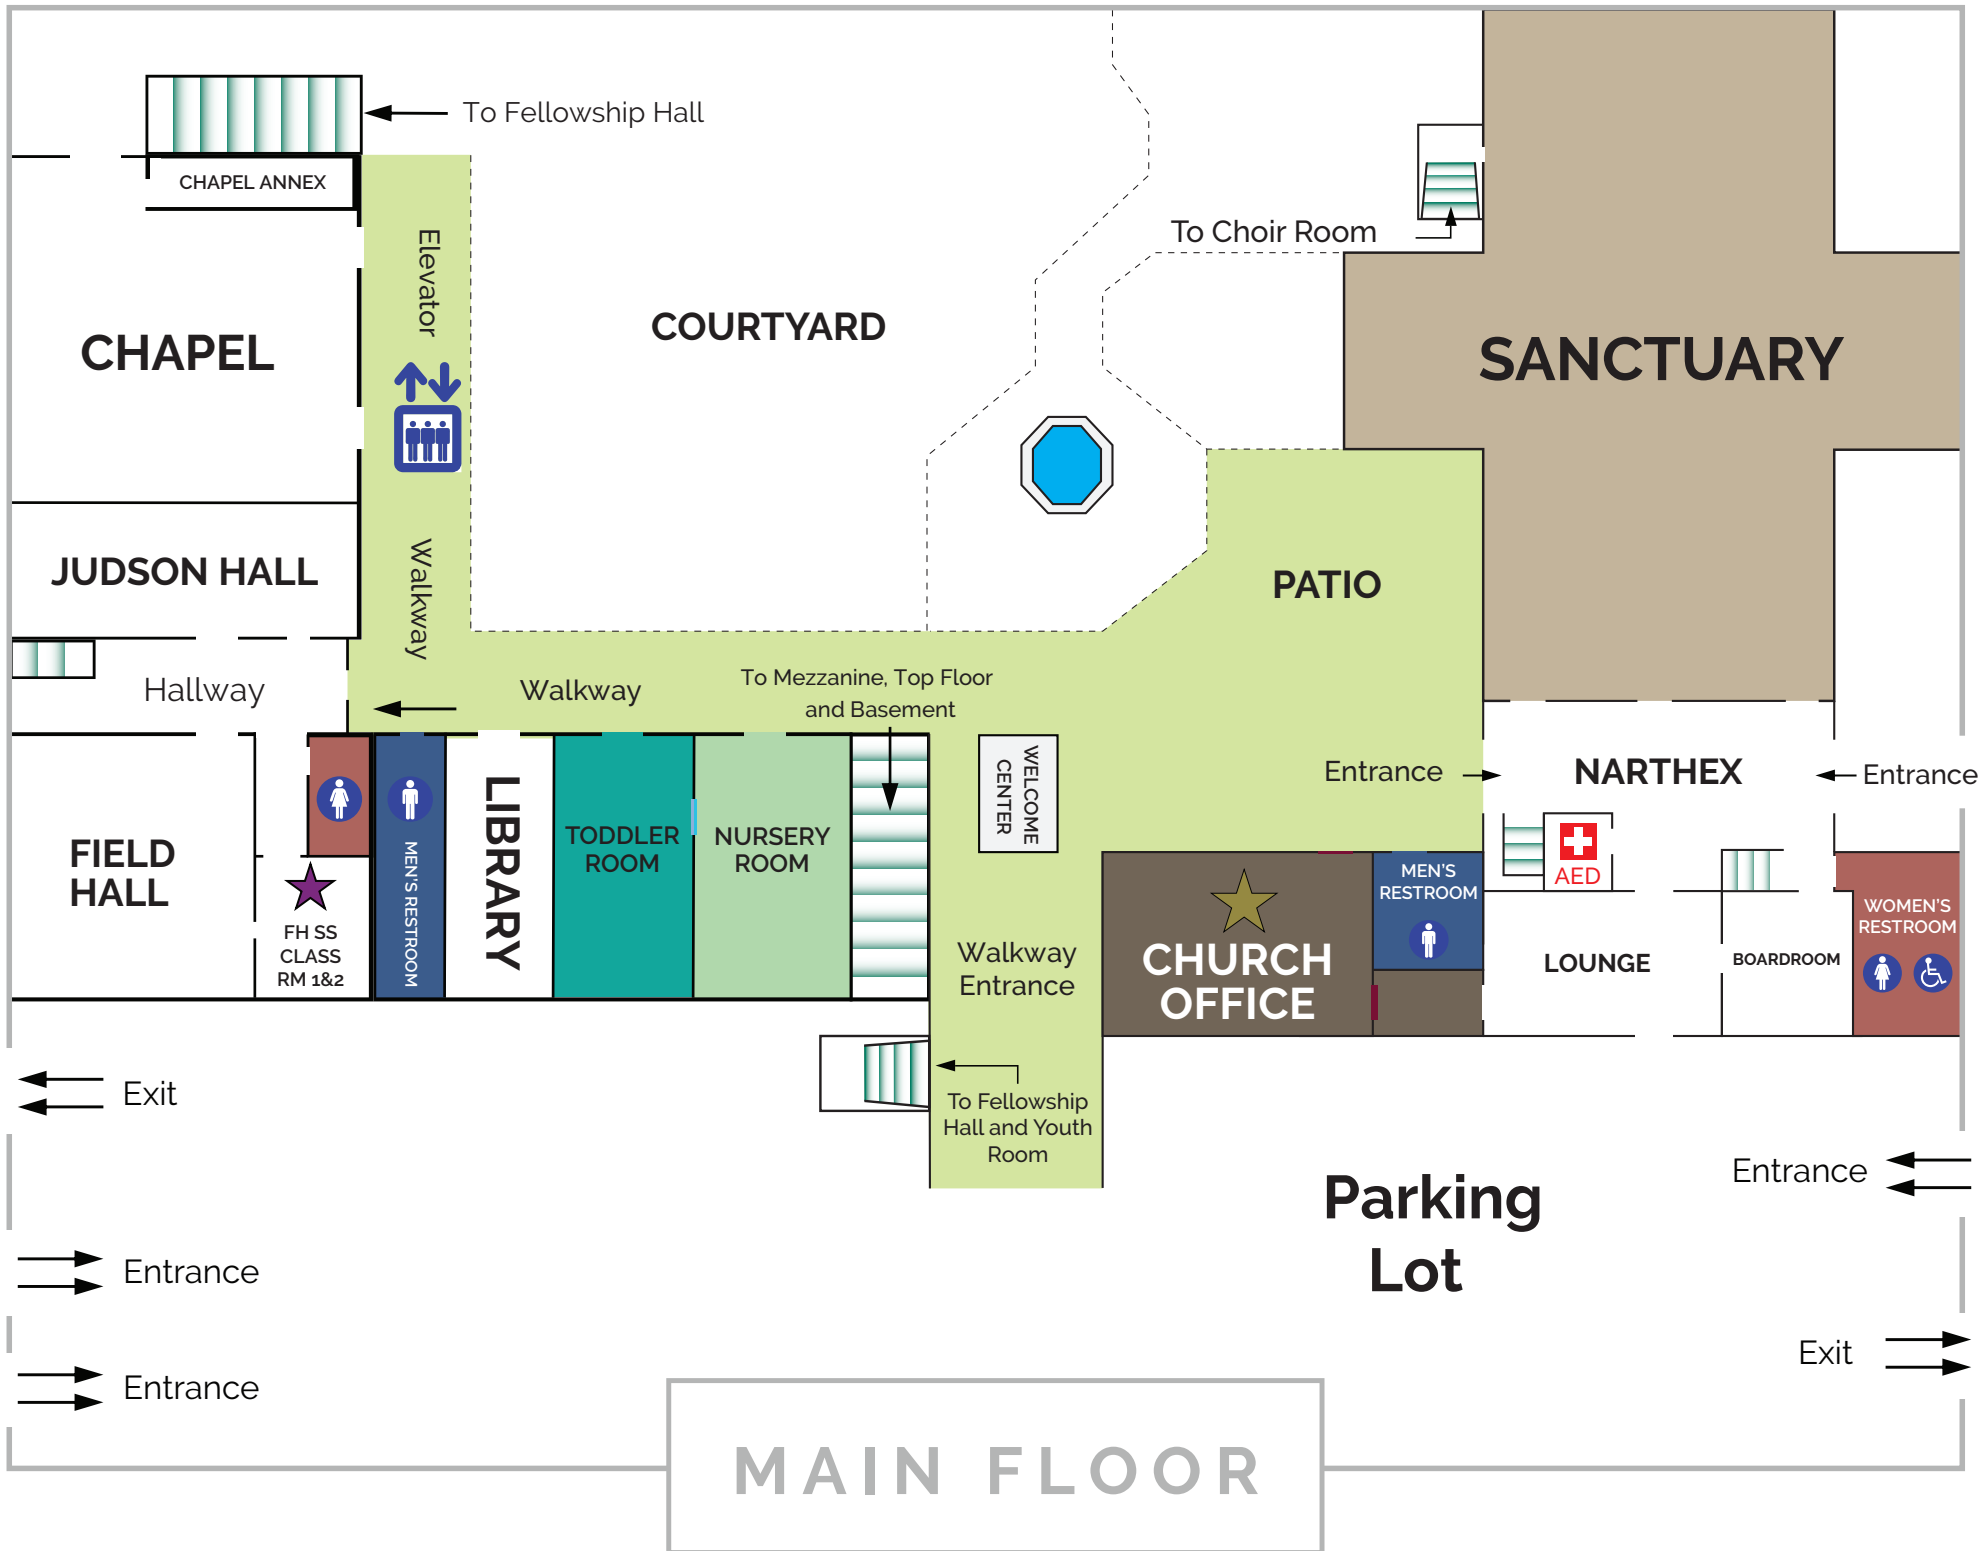 To Fellowship Hall
CHAPEL ANNEX
Elevator
To Choir Room
CHAPEL
COURTYARD
SANCTUARY
JUDSON HALL
Walkway
PATIO
Hallway
Walkway
To Mezzanine, Top Floor
and Basement
WELCOME
CENTER
Entrance
NARTHEX
Entrance
FIELD
HALL
FH SS
CLASS
RM 1&2
MEN'S RESTROOM
LIBRARY
TODDLER
ROOM
NURSERY
ROOM
Walkway
Entrance
CHURCH
OFFICE
MEN'S
RESTROOM
AED
LOUNGE
BOARDROOM
WOMEN'S
RESTROOM
To Fellowship
Hall and Youth
Room
Exit
Entrance
Entrance
Parking
Lot
Entrance
Exit
MAIN FLOOR